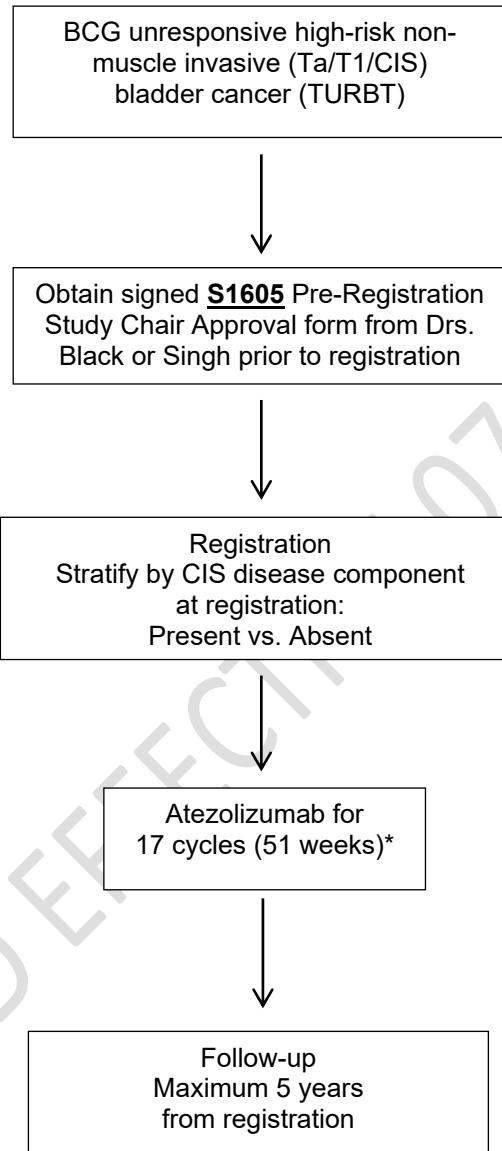 BCG unresponsive high-risk non-
muscle invasive (Ta/T1/CIS)
bladder cancer (TURBT)
Obtain signed S1605 Pre-Registration
Study Chair Approval form from Drs.
Black or Singh prior to registration
Registration
Stratify by CIS disease component
at registration:
Present vs. Absent
Atezolizumab for
17 cycles (51 weeks)*
Follow-up
Maximum 5 years
from registration